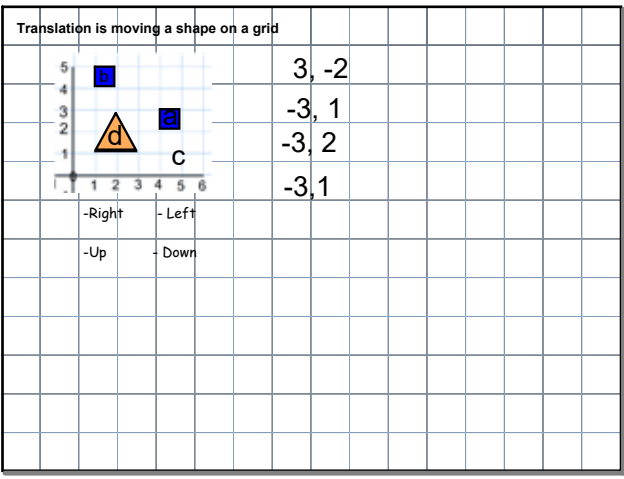 Translation is moving a shape on a grid
5
b
4
3
a
2
d
1
c
0
1 2 3 4 5 6
3, -2
-3, 1
-3, 2
-3,1
-Right - Left
-Up - Down